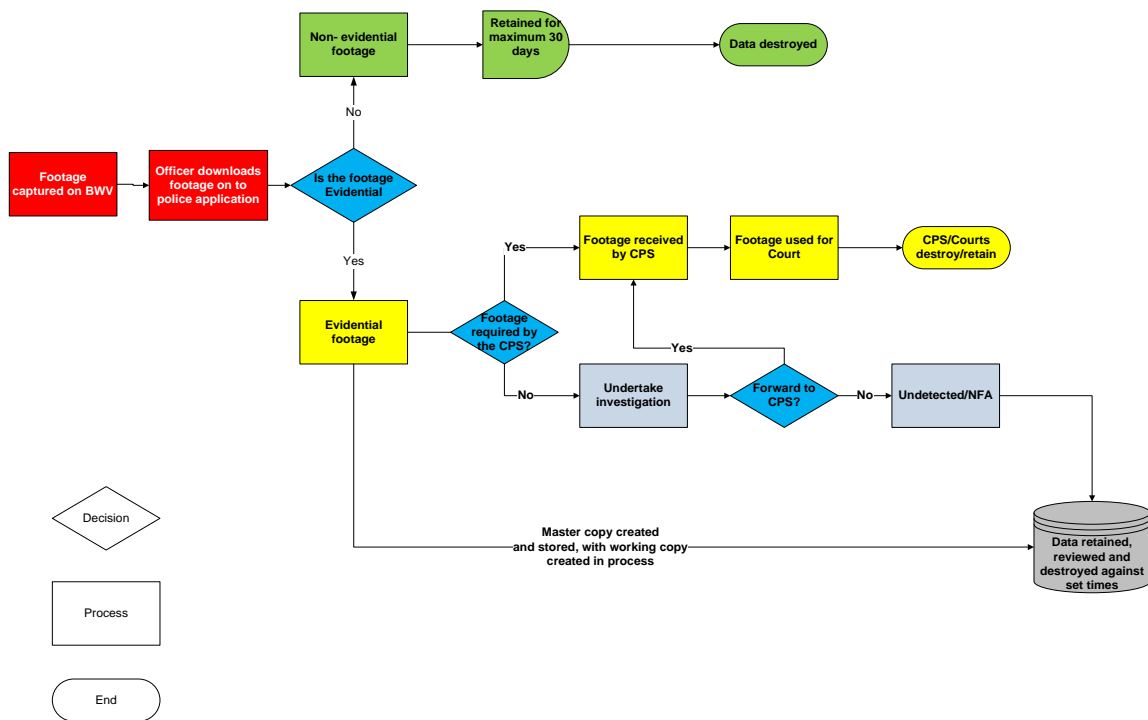 Non- evidential
footage
Retained for
maximum 30
days
Data destroyed
No
Footage
captured on BWV
Officer downloads
footage on to
police application
Is the footage
Evidential
Yes
Evidential
footage
Footage
required by
the CPS?
Yes
Footage received
by CPS
Footage used for
Court
CPS/Courts
destroy/retain
Yes
No
Undertake
investigation
Forward to
CPS?
No
Undetected/NFA
Master copy created
and stored, with working copy
created in process
Data retained,
reviewed and
destroyed against
set times
Decision
Process
End